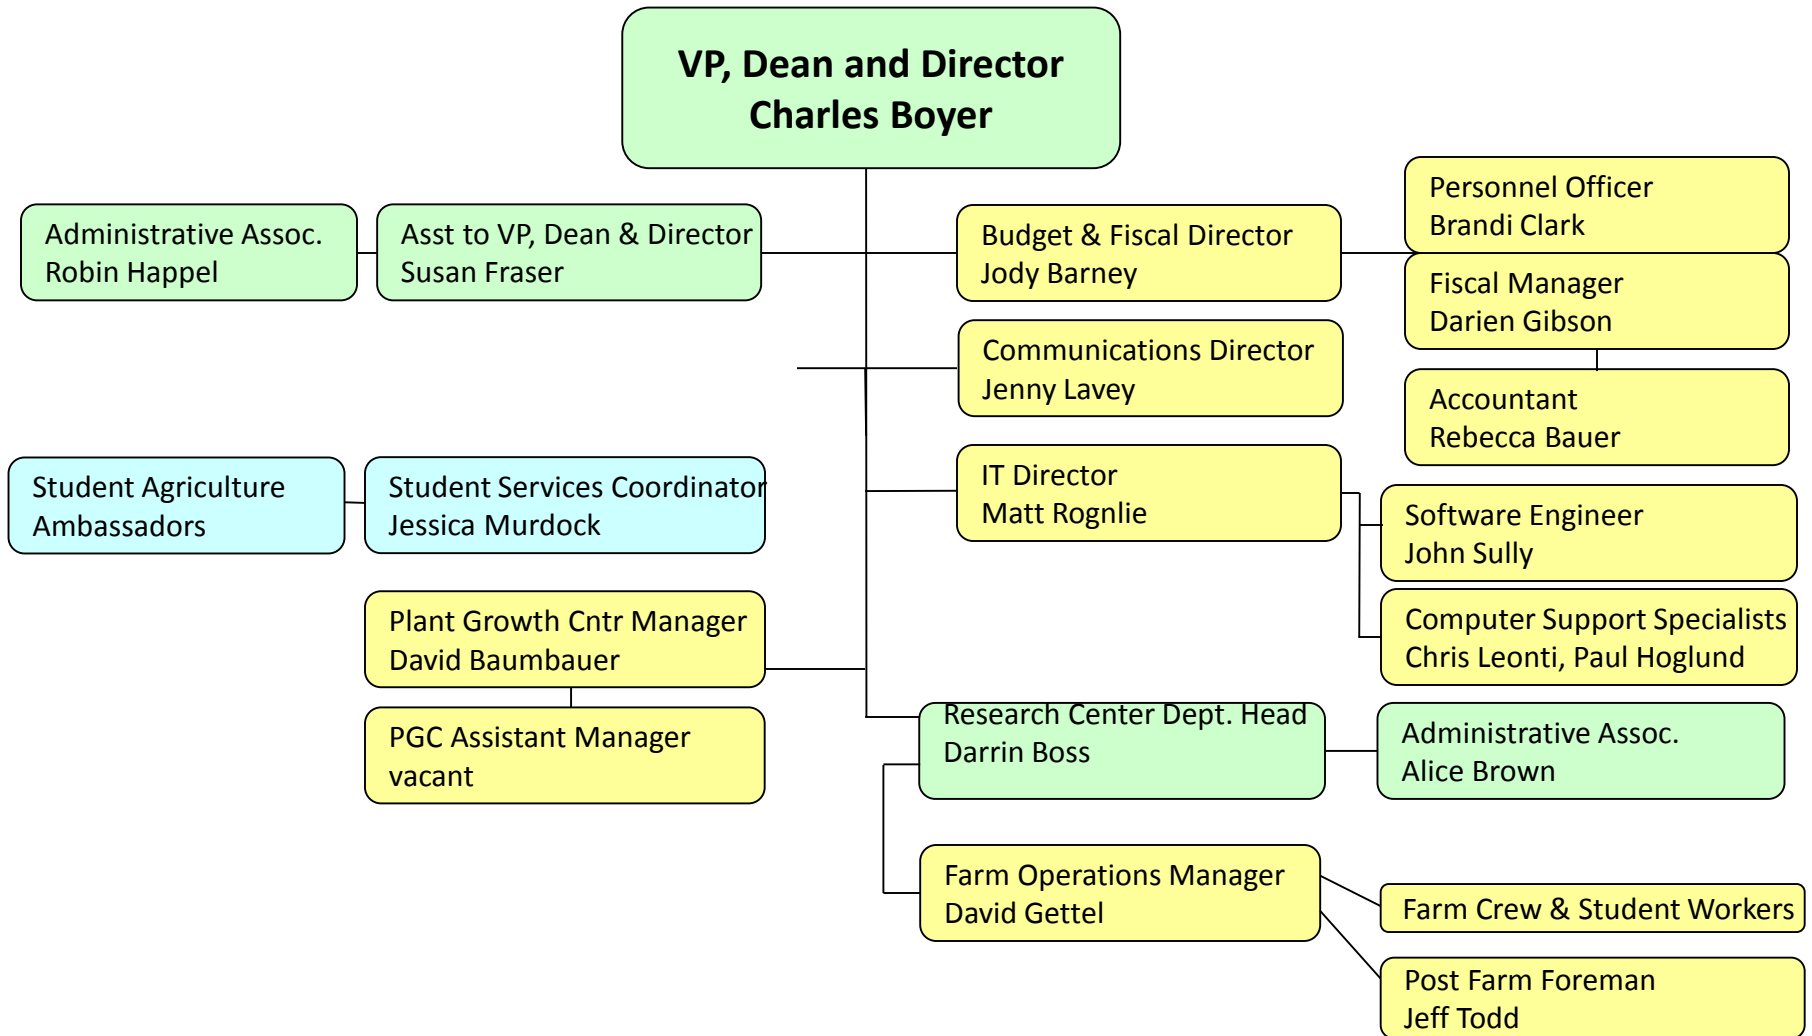 VP, Dean and Director
Charles Boyer
Administrative Assoc.
Robin Happel
Asst to VP, Dean & Director
Susan Fraser
Budget & Fiscal Director
Jody Barney
Personnel Officer
Brandi Clark
Fiscal Manager
Darien Gibson
Accountant
Rebecca Bauer
Communications Director
Jenny Lavey
Student Agriculture
Ambassadors
Student Services Coordinator
Jessica Murdock
IT Director
Matt Rognlie
Software Engineer
John Sully
Computer Support Specialists
Chris Leonti, Paul Hoglund
Plant Growth Cntr Manager
David Baumbauer
PGC Assistant Manager
vacant
Research Center Dept. Head
Darrin Boss
Administrative Assoc.
Alice Brown
Farm Operations Manager
David Gettel
Farm Crew & Student Workers
Post Farm Foreman
Jeff Todd